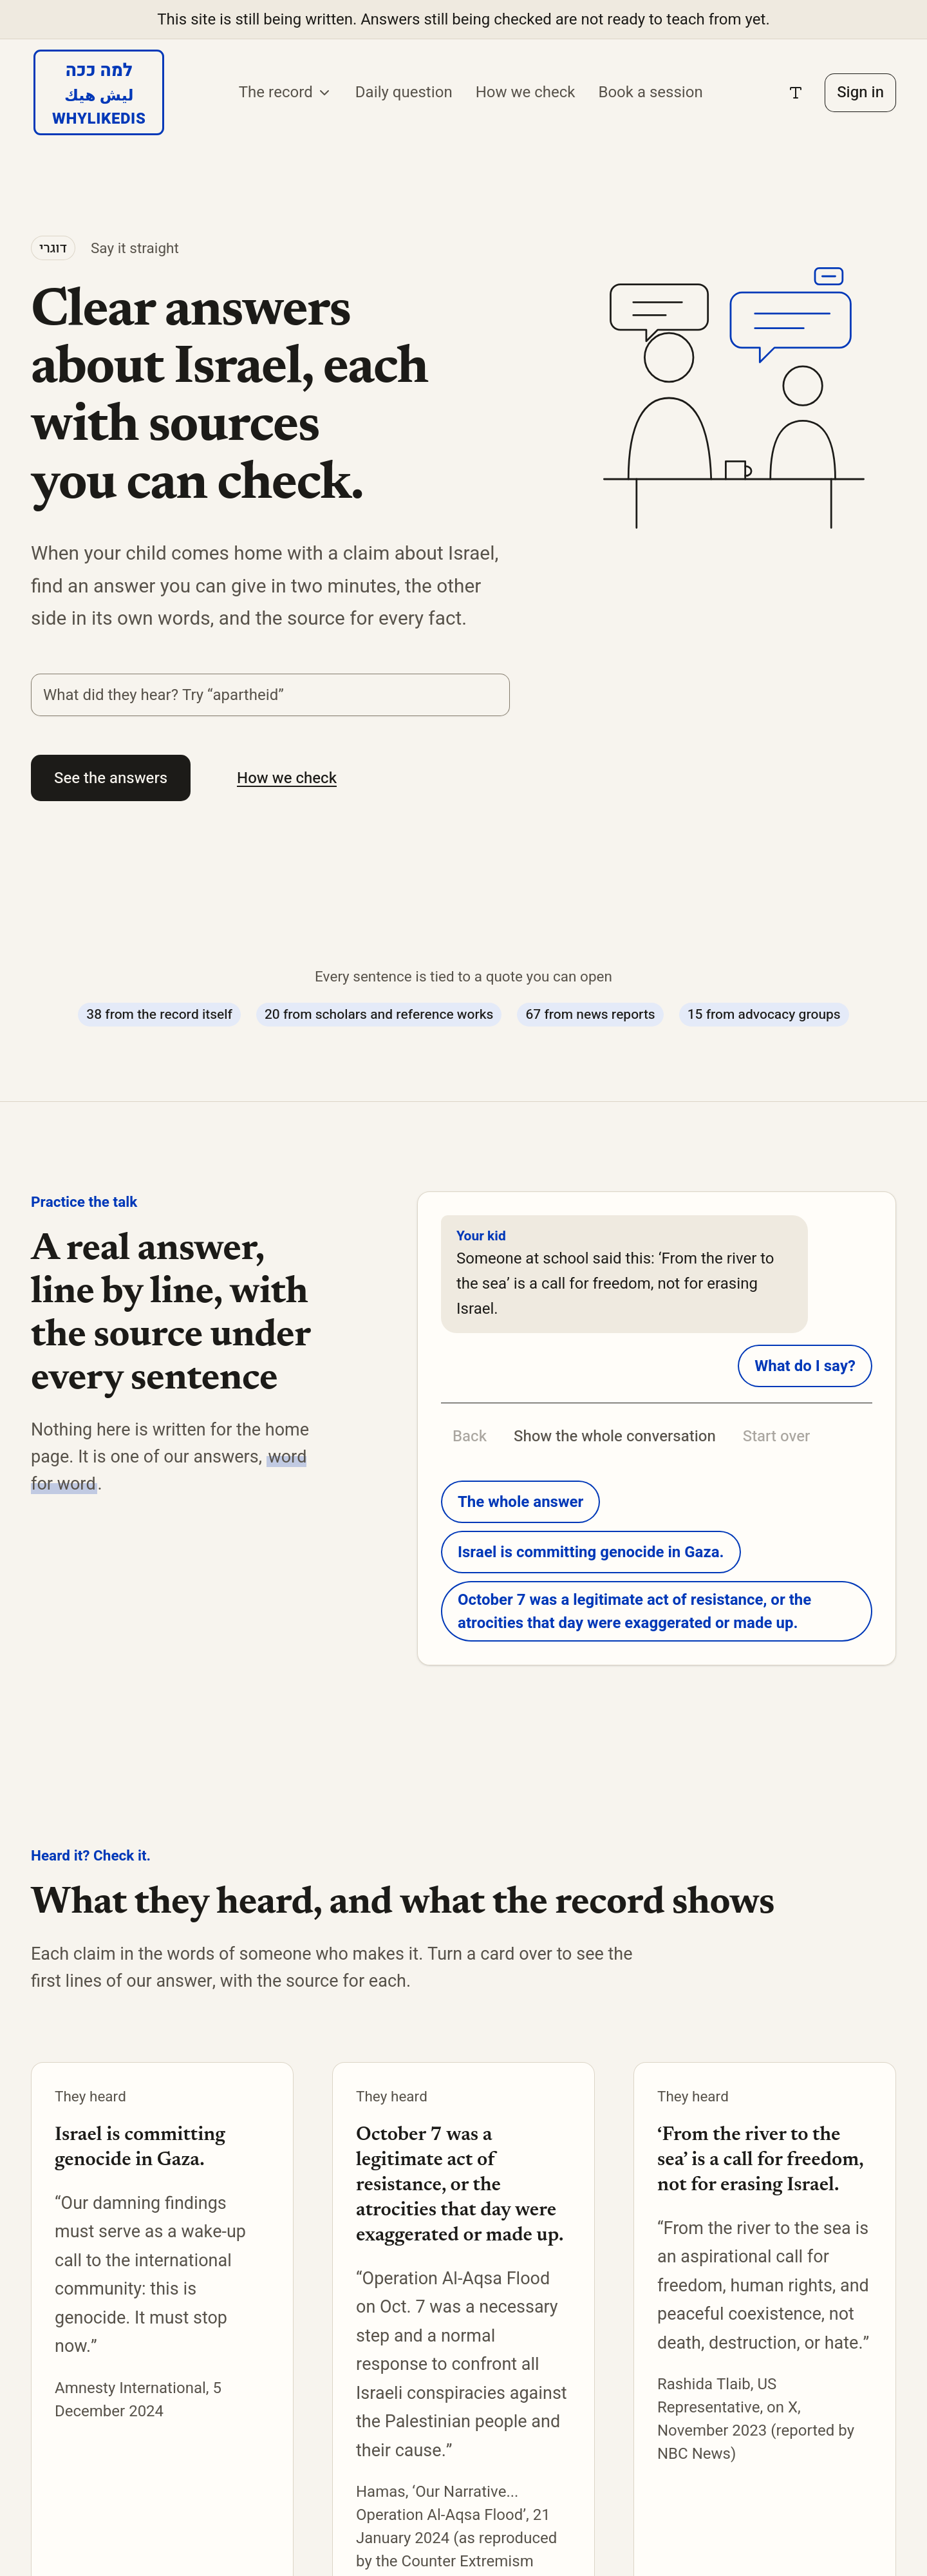 This site is still being written. Answers still being checked are not ready to teach from yet.
למה ככה
ليش هيك
WHYLIKEDIS
The record
Daily question
How we check
Book a session
Sign in
דוגרי
Say it straight
Clear answers
about Israel, each
with sources
you can check.
When your child comes home with a claim about Israel,
find an answer you can give in two minutes, the other
side in its own words, and the source for every fact.
What did they hear? Try “apartheid”
See the answers
How we check
Every sentence is tied to a quote you can open
38 from the record itself
20 from scholars and reference works
67 from news reports
15 from advocacy groups
Practice the talk
A real answer,
line by line, with
the source under
every sentence
Nothing here is written for the home
page. It is one of our answers, word
for word.
Your kid
Someone at school said this: ‘From the river to
the sea’ is a call for freedom, not for erasing
Israel.
What do I say?
Back
Show the whole conversation
Start over
The whole answer
Israel is committing genocide in Gaza.
October 7 was a legitimate act of resistance, or the
atrocities that day were exaggerated or made up.
Heard it? Check it.
What they heard, and what the record shows
Each claim in the words of someone who makes it. Turn a card over to see the
first lines of our answer, with the source for each.
They heard
Israel is committing
genocide in Gaza.
“Our damning findings
must serve as a wake-up
call to the international
community: this is
genocide. It must stop
now.”
Amnesty International, 5
December 2024
They heard
October 7 was a
legitimate act of
resistance, or the
atrocities that day were
exaggerated or made up.
“Operation Al-Aqsa Flood
on Oct. 7 was a necessary
step and a normal
response to confront all
Israeli conspiracies against
the Palestinian people and
their cause.”
Hamas, ‘Our Narrative...
Operation Al-Aqsa Flood’, 21
January 2024 (as reproduced
by the Counter Extremism
They heard
‘From the river to the
sea’ is a call for freedom,
not for erasing Israel.
“From the river to the sea is
an aspirational call for
freedom, human rights, and
peaceful coexistence, not
death, destruction, or hate.”
Rashida Tlaib, US
Representative, on X,
November 2023 (reported by
NBC News)